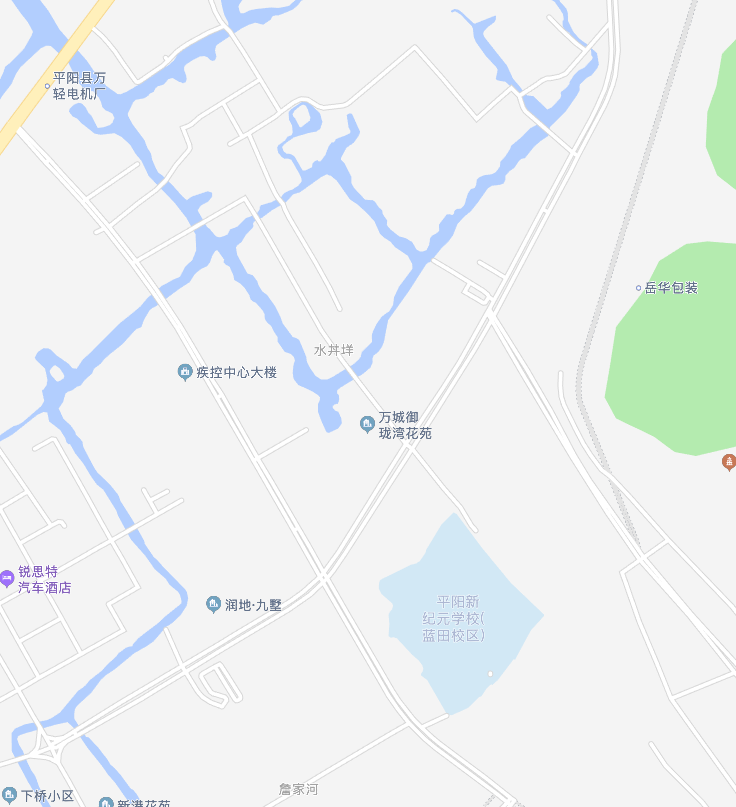 平阳县万
轻电机厂
岳华包装
水荓垟
疾控中心大楼
万城御
珑湾花苑
锐思特
汽车酒店
润地·九墅
平阳新
纪元学校(
蓝田校区)
詹家河
下桥小区
新港花苑